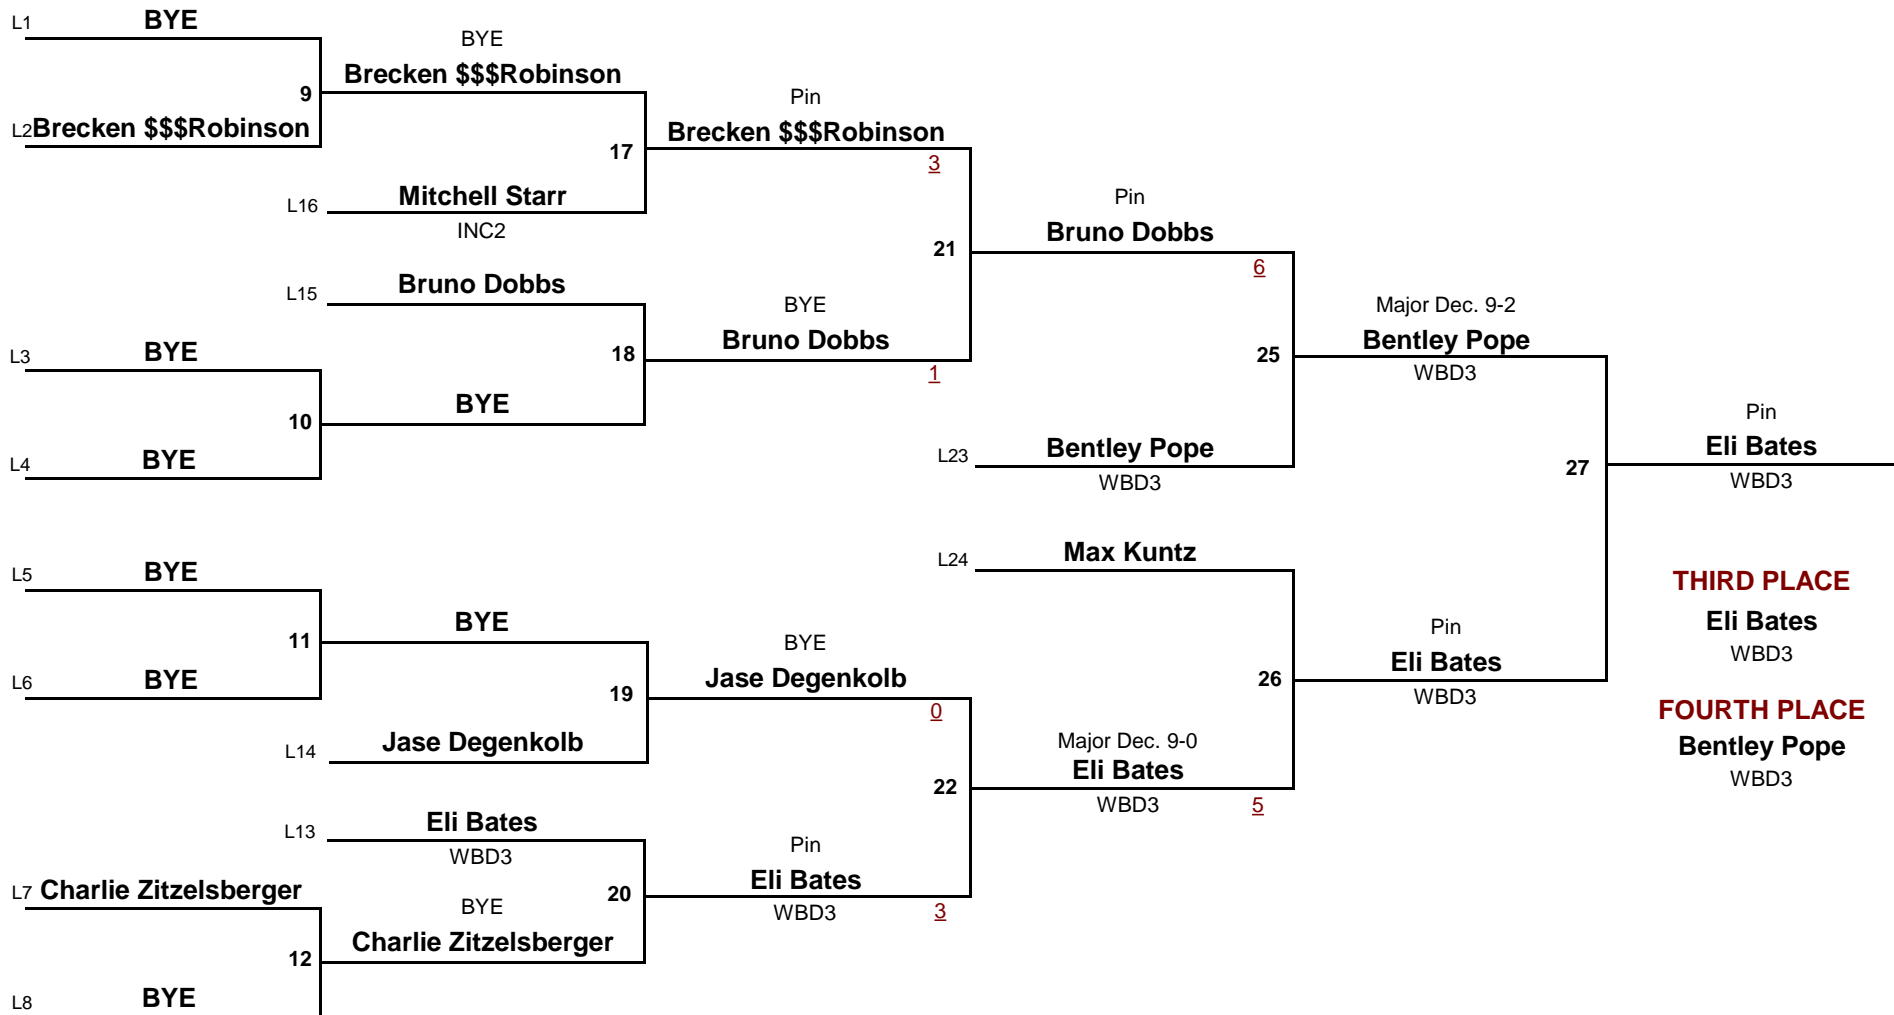 L1 BYE
BYE
Brecken $$$Robinson
9
Pin
L2 Brecken $$$Robinson
Brecken $$$Robinson
17
3
Mitchell Starr
L16
INC2
Pin
Bruno Dobbs
21
6
L15 Bruno Dobbs
BYE
Major Dec. 9-2
Bruno Dobbs
Bentley Pope
L3 BYE
18
25
1
WBD3
BYE
10
Pin
L4 BYE
L23 Bentley Pope
Eli Bates
27
WBD3
WBD3
L24 Max Kuntz
L5 BYE
THIRD PLACE
BYE
Eli Bates
11
BYE
Pin
WBD3
L6 BYE
Jase Degenkolb
Eli Bates
19
26
WBD3
0
FOURTH PLACE
L14 Jase Degenkolb
Major Dec. 9-0
Bentley Pope
Eli Bates
WBD3
22
WBD3
5
L13 Eli Bates
WBD3
Pin
Eli Bates
L7 Charlie Zitzelsberger
20
BYE
WBD3
3
Charlie Zitzelsberger
12
L8 BYE